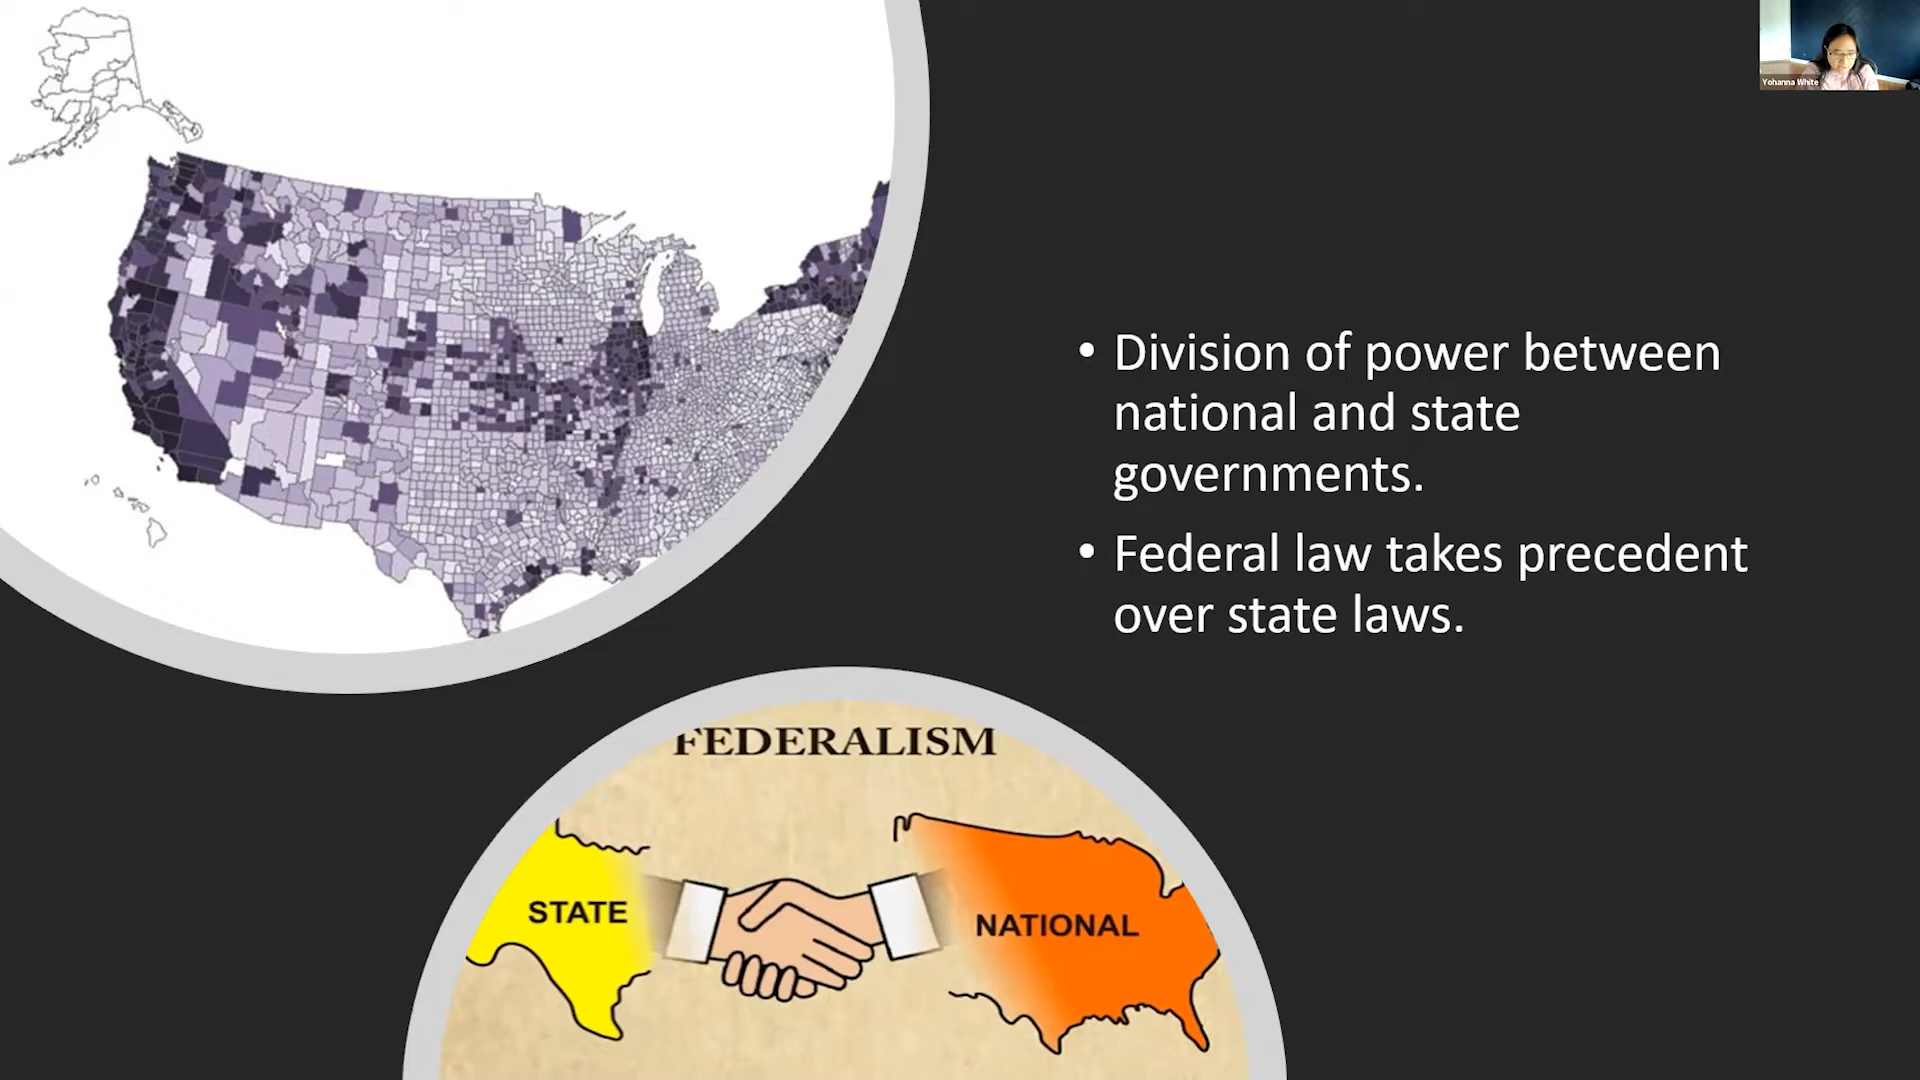 Yohanna White
• Division of power between
national and state
governments.
• Federal law takes precedent
over state laws.
FEDERALISM
STATE
NATIONAL